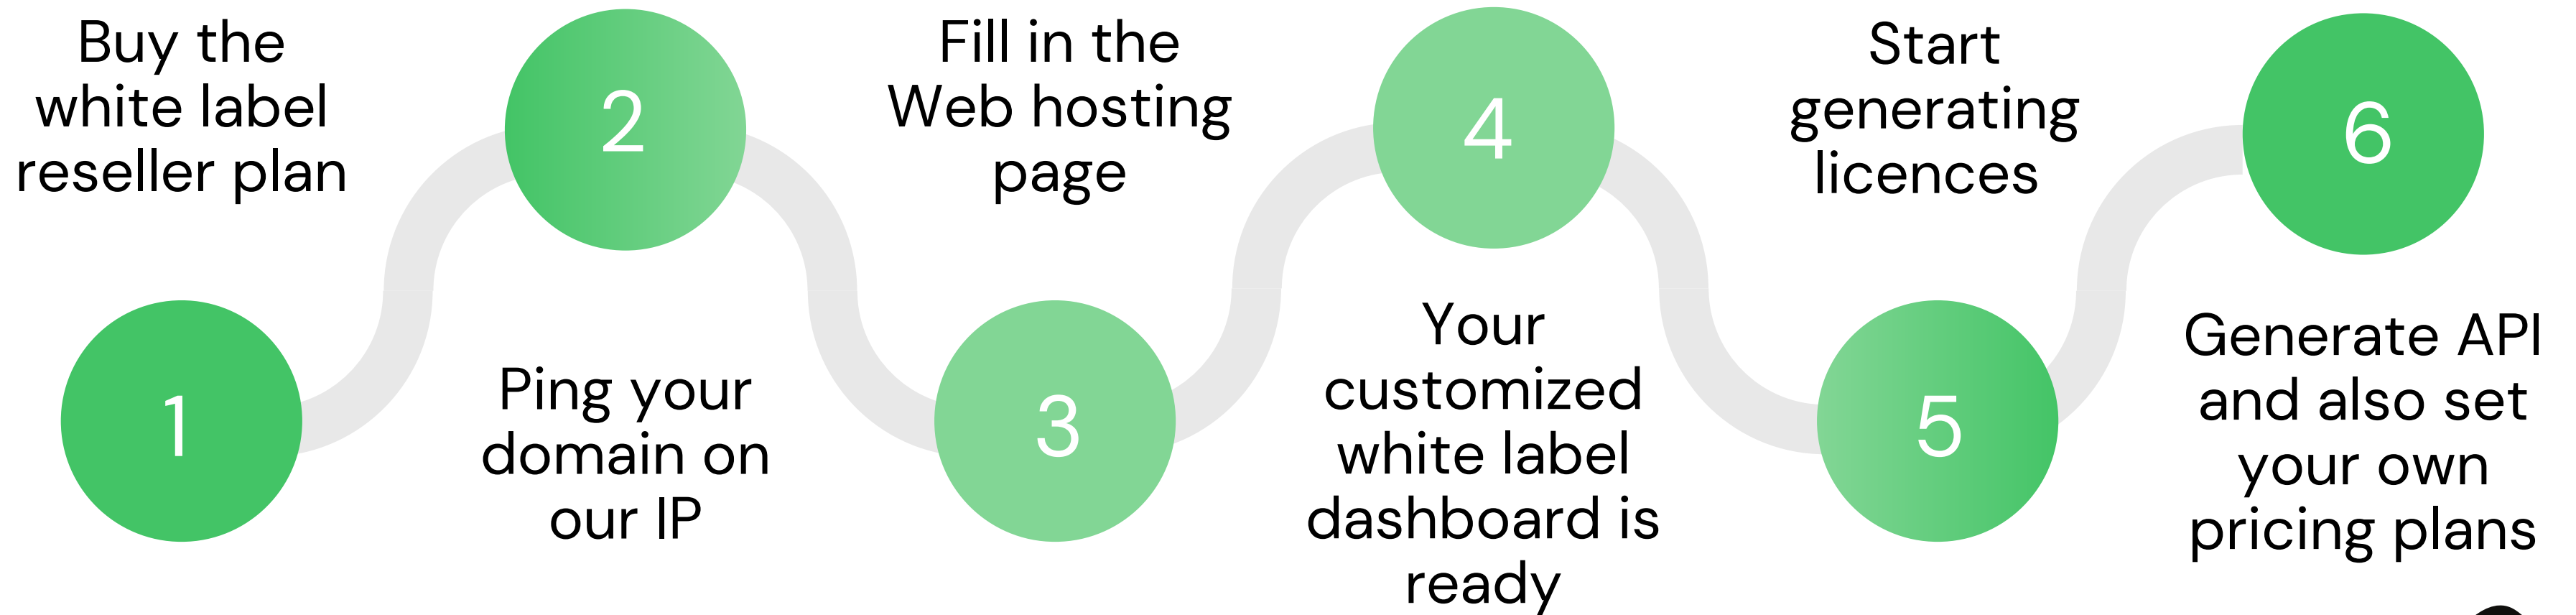 Buy the
white label
reseller plan
1
2
Ping your
domain on
our IP
Fill in the
Web hosting
page
3
4
Your
customized
white label
dashboard is
ready
Start
generating
licences
5
6
Generate API
and also set
your own
pricing plans